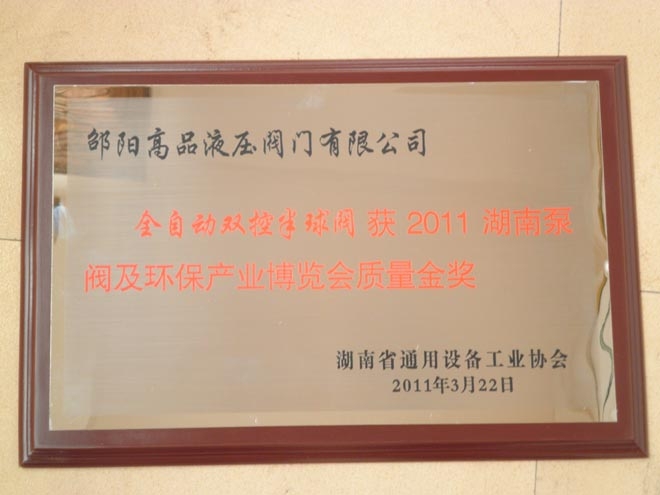 邵阳高品液压阀门有限公司
全自动双控半球阀 获 2011 湖南泵
阀及环保产业博览会质量金奖
湖南省通用设备工业协会
2011年3月22日